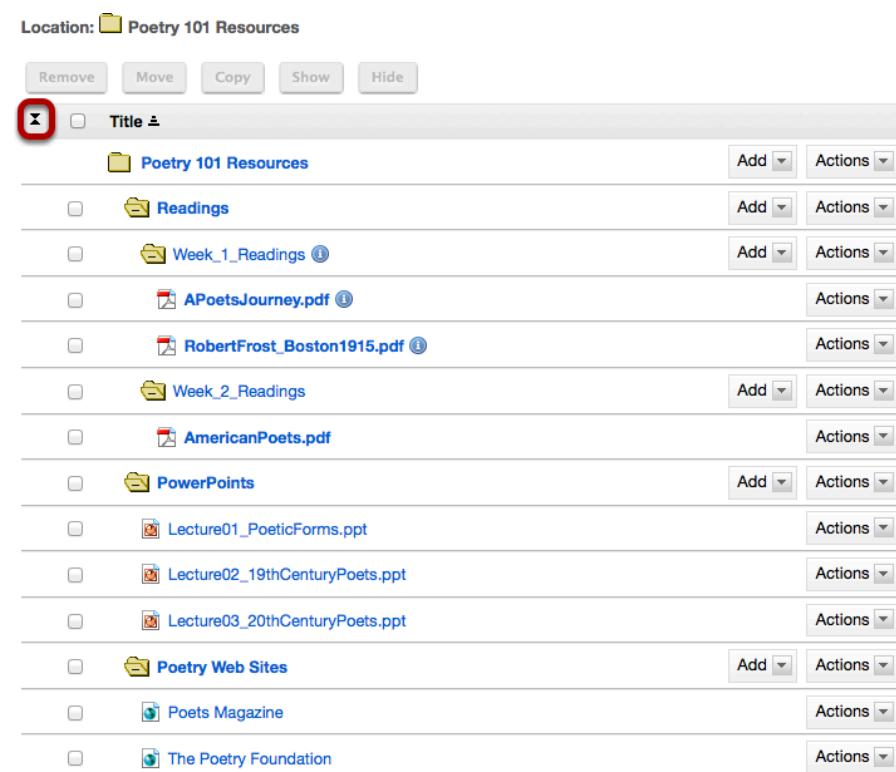 Location: Poetry 101 Resources
Remove Move Copy Show Hide
Title
Poetry 101 Resources Add Actions
Readings Add Actions
Week_1_Readings Add Actions
APoetsJourney.pdf Actions
RobertFrost_Boston1915.pdf Actions
Week_2_Readings Add Actions
AmericanPoets.pdf Actions
PowerPoints Add Actions
Lecture01_PoeticForms.ppt Actions
Lecture02_19thCenturyPoets.ppt Actions
Lecture03_20thCenturyPoets.ppt Actions
Poetry Web Sites Add Actions
Poets Magazine Actions
The Poetry Foundation Actions